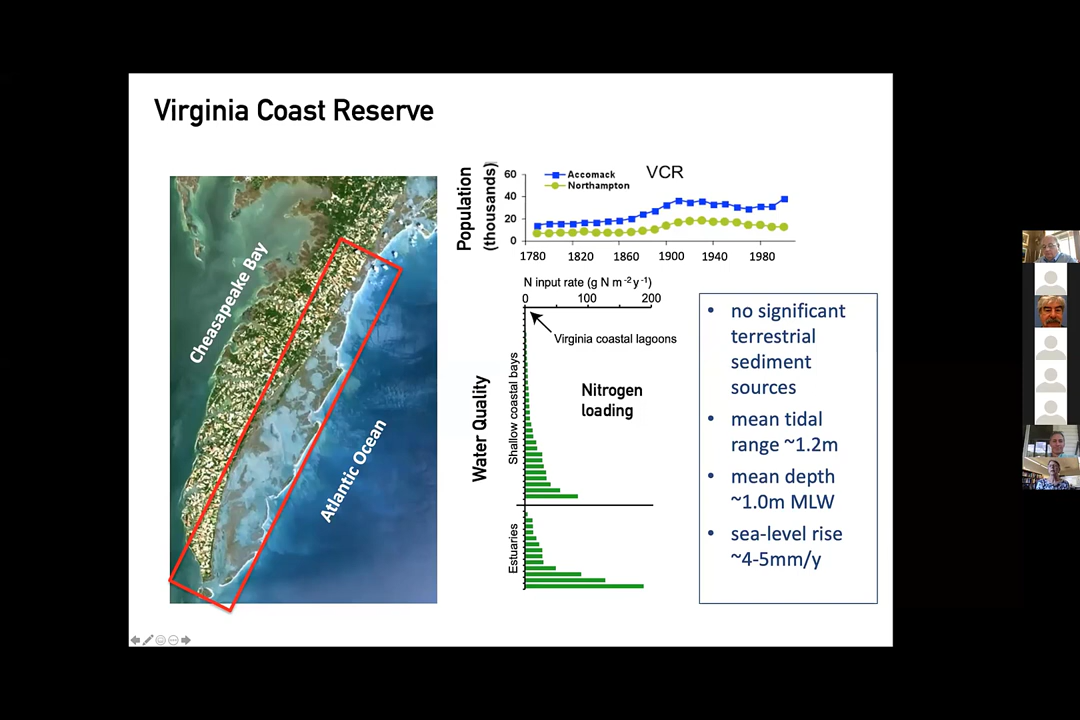 Virginia Coast Reserve
Cheasapeake Bay
Atlantic Ocean
Population
(thousands)
60
40
20
0
Accomack
Northampton
VCR
1780
1820
1860
1900
1940
1980
N input rate (g N m⁻²y⁻¹)
0
100
200
Virginia coastal lagoons
Nitrogen
loading
Water Quality
Shallow coastal bays
Estuaries
• no significant
terrestrial
sediment
sources
• mean tidal
range ~1.2m
• mean depth
~1.0m MLW
• sea-level rise
~4-5mm/y